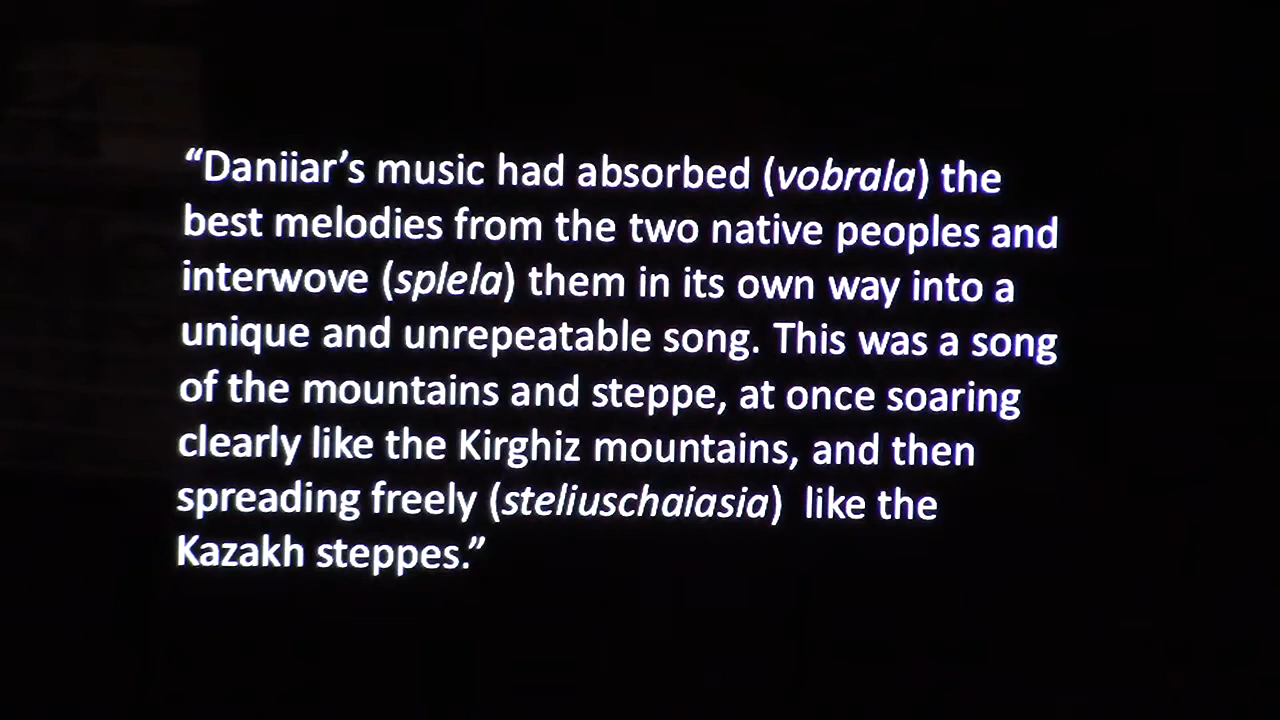 “Daniiar’s music had absorbed (vobrala) the
best melodies from the two native peoples and
interwove (splela) them in its own way into a
unique and unrepeatable song. This was a song
of the mountains and steppe, at once soaring
clearly like the Kirghiz mountains, and then
spreading freely (steliuschaiasia)  like the
Kazakh steppes.”